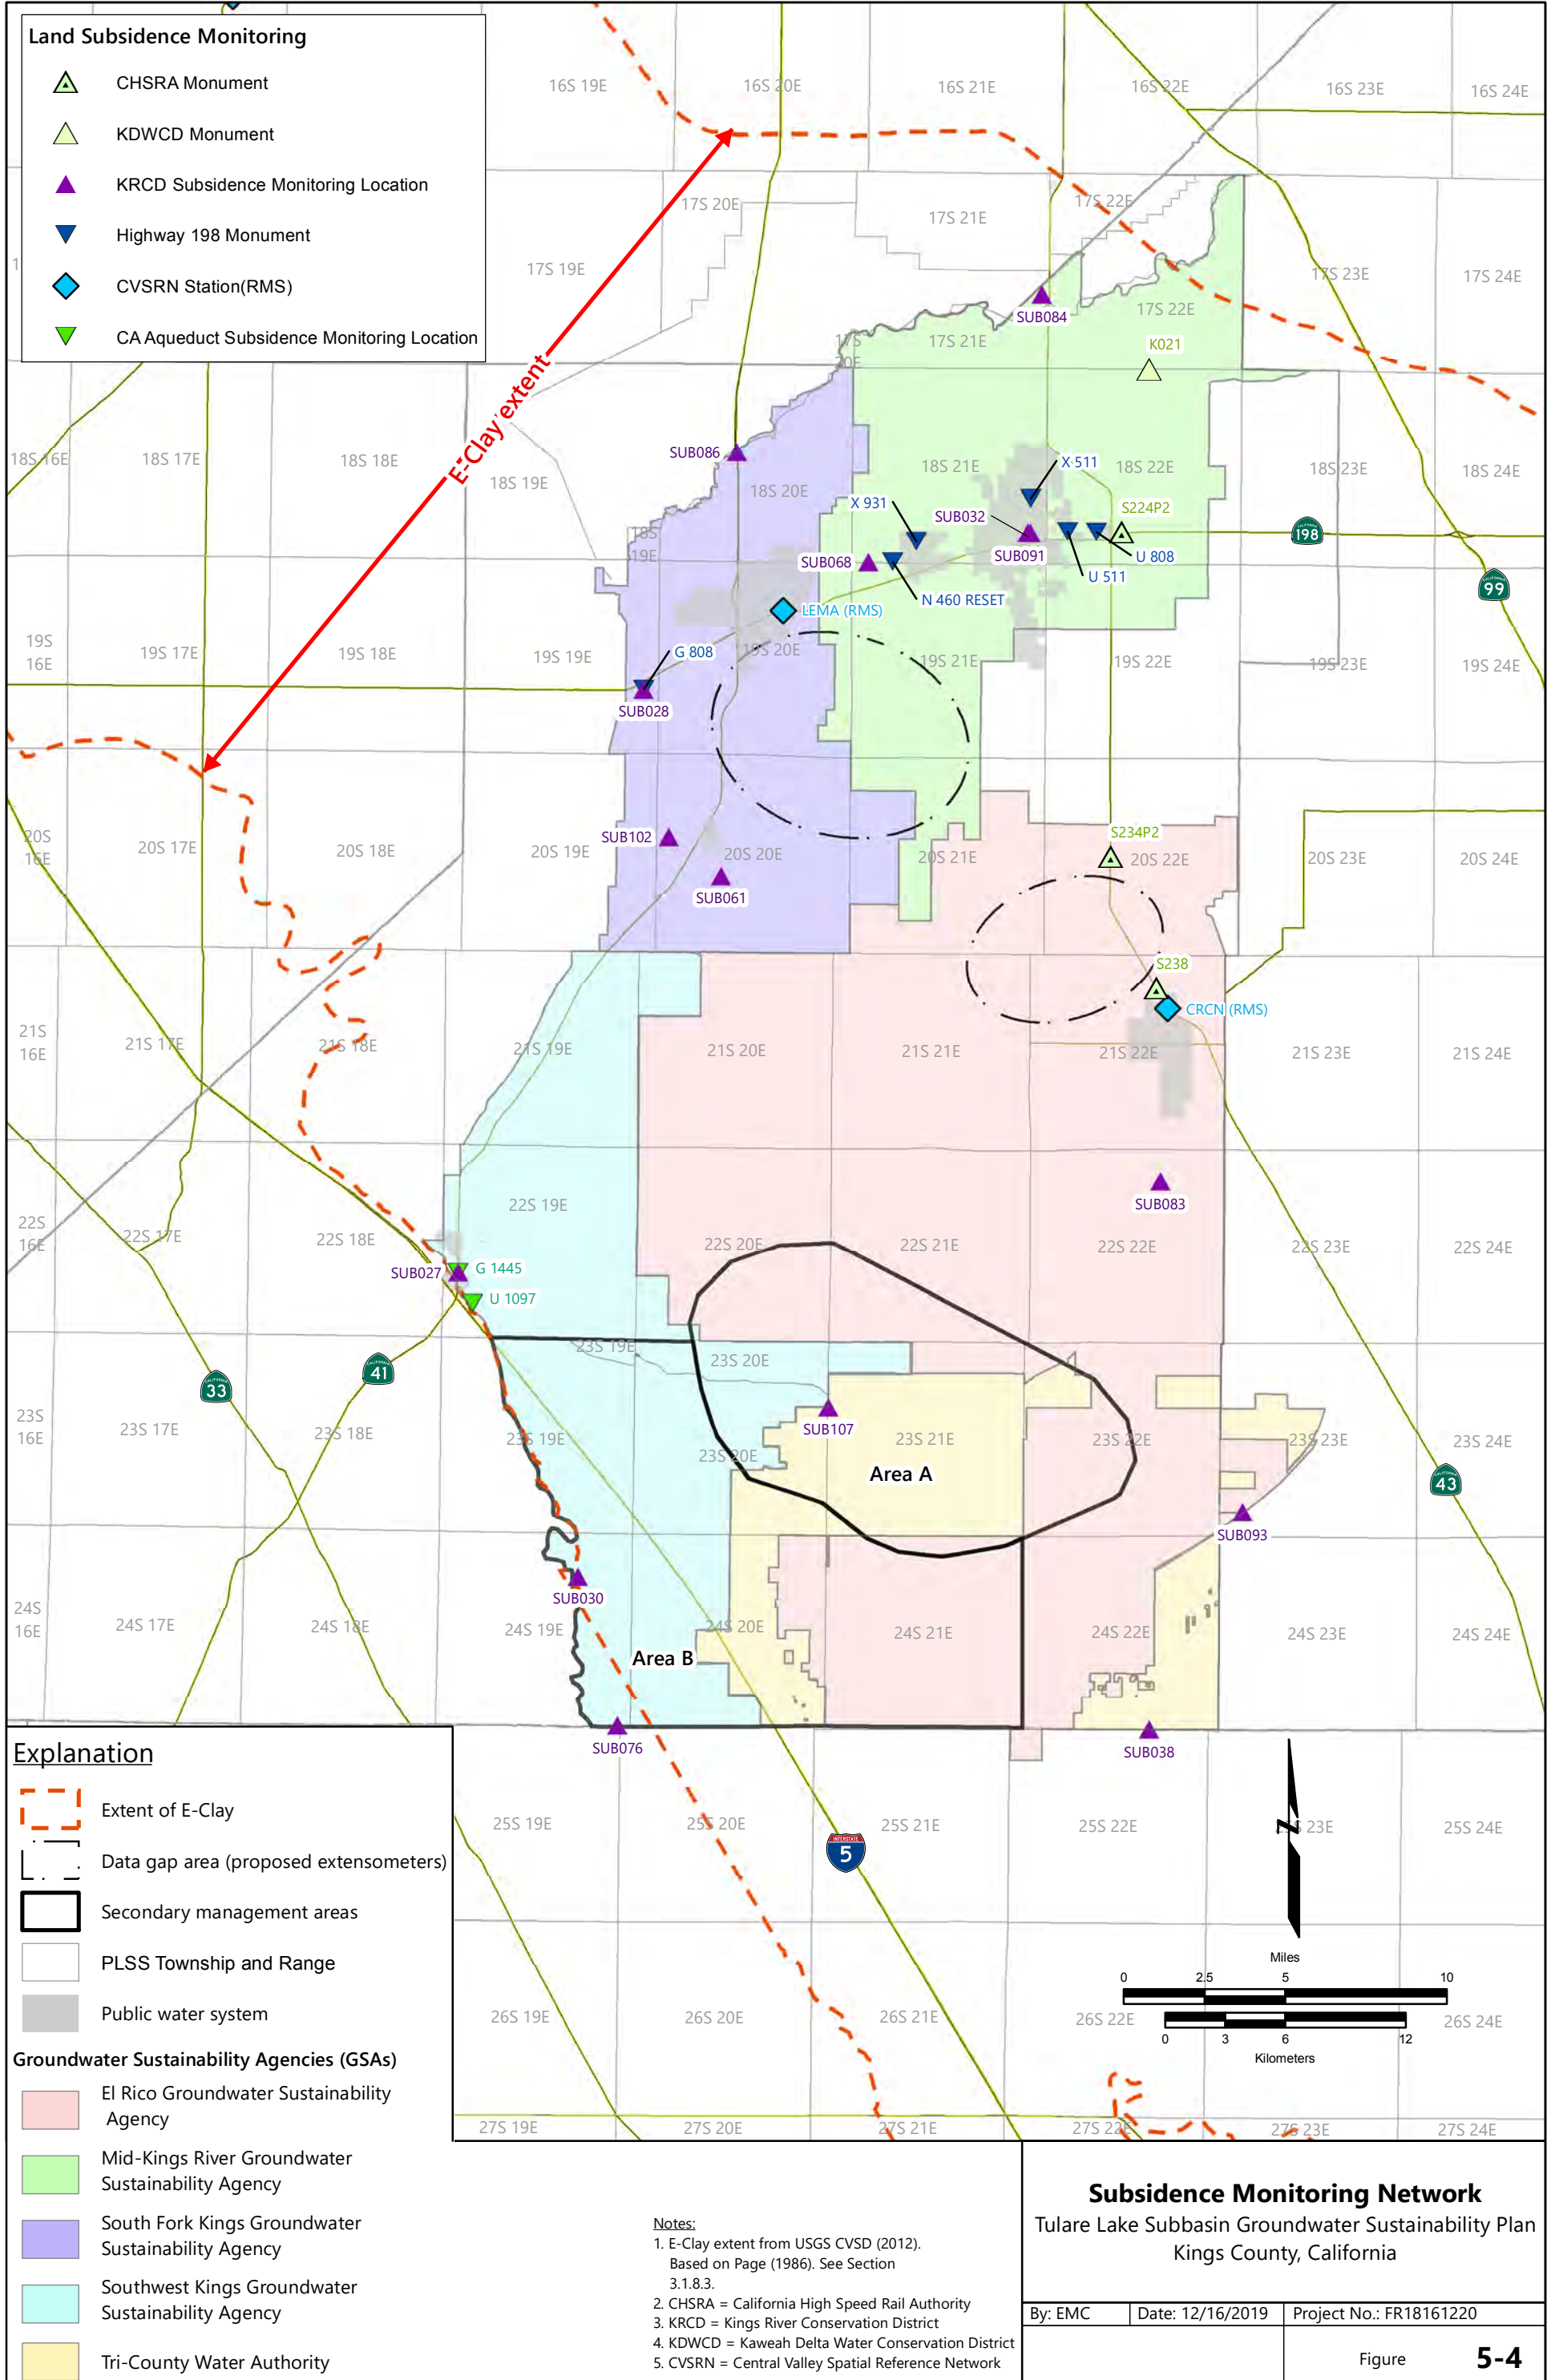 Land Subsidence Monitoring
CHSRA Monument
KDWCD Monument
KRCD Subsidence Monitoring Location
Highway 198 Monument
CVSRN Station(RMS)
CA Aqueduct Subsidence Monitoring Location
16S 19E
16S 20E
16S 21E
16S 22E
16S 23E
16S 24E
17S 19E
17S 20E
17S 21E
17S 22E
17S 23E
17S 24E
SUB084
17S 22E
17S 21E
17S
20E
K021
E-Clay extent
18S 16E
18S 17E
18S 18E
18S 19E
SUB086
18S 20E
18S 21E
X 511
18S 22E
18S 23E
18S 24E
X 931
SUB032
S224P2
198
18S
19E
SUB068
SUB091
U 808
U 511
99
N 460 RESET
LEMA (RMS)
19S
16E
19S 17E
19S 18E
19S 19E
G 808
19S 20E
19S 21E
19S 22E
19S 23E
19S 24E
SUB028
20S
16E
20S 17E
20S 18E
20S 19E
SUB102
20S 20E
20S 21E
S234P2
20S 22E
20S 23E
20S 24E
SUB061
S238
CRCN (RMS)
21S
16E
21S 17E
21S 18E
21S 19E
21S 20E
21S 21E
21S 22E
21S 23E
21S 24E
SUB083
22S
16E
22S 17E
22S 18E
22S 19E
22S 20E
22S 21E
22S 22E
22S 23E
22S 24E
SUB027
G 1445
U 1097
33
41
23S 19E
23S 20E
23S
16E
23S 17E
23S 18E
23S 19E
23S 20E
SUB107
23S 21E
23S 22E
23S 23E
23S 24E
Area A
43
SUB093
SUB030
24S
16E
24S 17E
24S 18E
24S 19E
24S 20E
24S 21E
24S 22E
24S 23E
24S 24E
Area B
SUB076
SUB038
Explanation
Extent of E-Clay
Data gap area (proposed extensometers)
Secondary management areas
PLSS Township and Range
Public water system
Groundwater Sustainability Agencies (GSAs)
El Rico Groundwater Sustainability
Agency
Mid-Kings River Groundwater
Sustainability Agency
South Fork Kings Groundwater
Sustainability Agency
Southwest Kings Groundwater
Sustainability Agency
Tri-County Water Authority
25S 19E
25S 20E
25S 21E
25S 22E
23E
25S 24E
INTERSTATE
5
N
Miles
0 2.5 5 10
0 3 6 12
Kilometers
26S 19E
26S 20E
26S 21E
26S 22E
26S 24E
27S 19E
27S 20E
27S 21E
27S 22E
27S 23E
27S 24E
Notes:
1. E-Clay extent from USGS CVSD (2012).
Based on Page (1986). See Section
3.1.8.3.
2. CHSRA = California High Speed Rail Authority
3. KRCD = Kings River Conservation District
4. KDWCD = Kaweah Delta Water Conservation District
5. CVSRN = Central Valley Spatial Reference Network
Subsidence Monitoring Network
Tulare Lake Subbasin Groundwater Sustainability Plan
Kings County, California
By: EMC
Date: 12/16/2019
Project No.: FR18161220
Figure 5-4